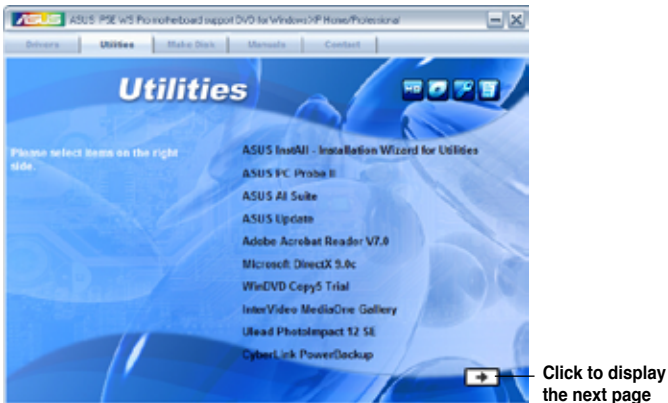 ASUS P5E WS Pro motherboard support DVD for Windows XP Home/Professional
Drivers Utilities Make Disk Manuals Contact
Utilities
Please select items on the right
side.
ASUS InstAll - Installation Wizard for Utilities
ASUS PC Probe II
ASUS AI Suite
ASUS Update
Adobe Acrobat Reader V7.0
Microsoft DirectX 9.0c
WinDVD Copy5 Trial
InterVideo MediaOne Gallery
Ulead PhotoImpact 12 SE
CyberLink PowerBackup
Click to display
the next page